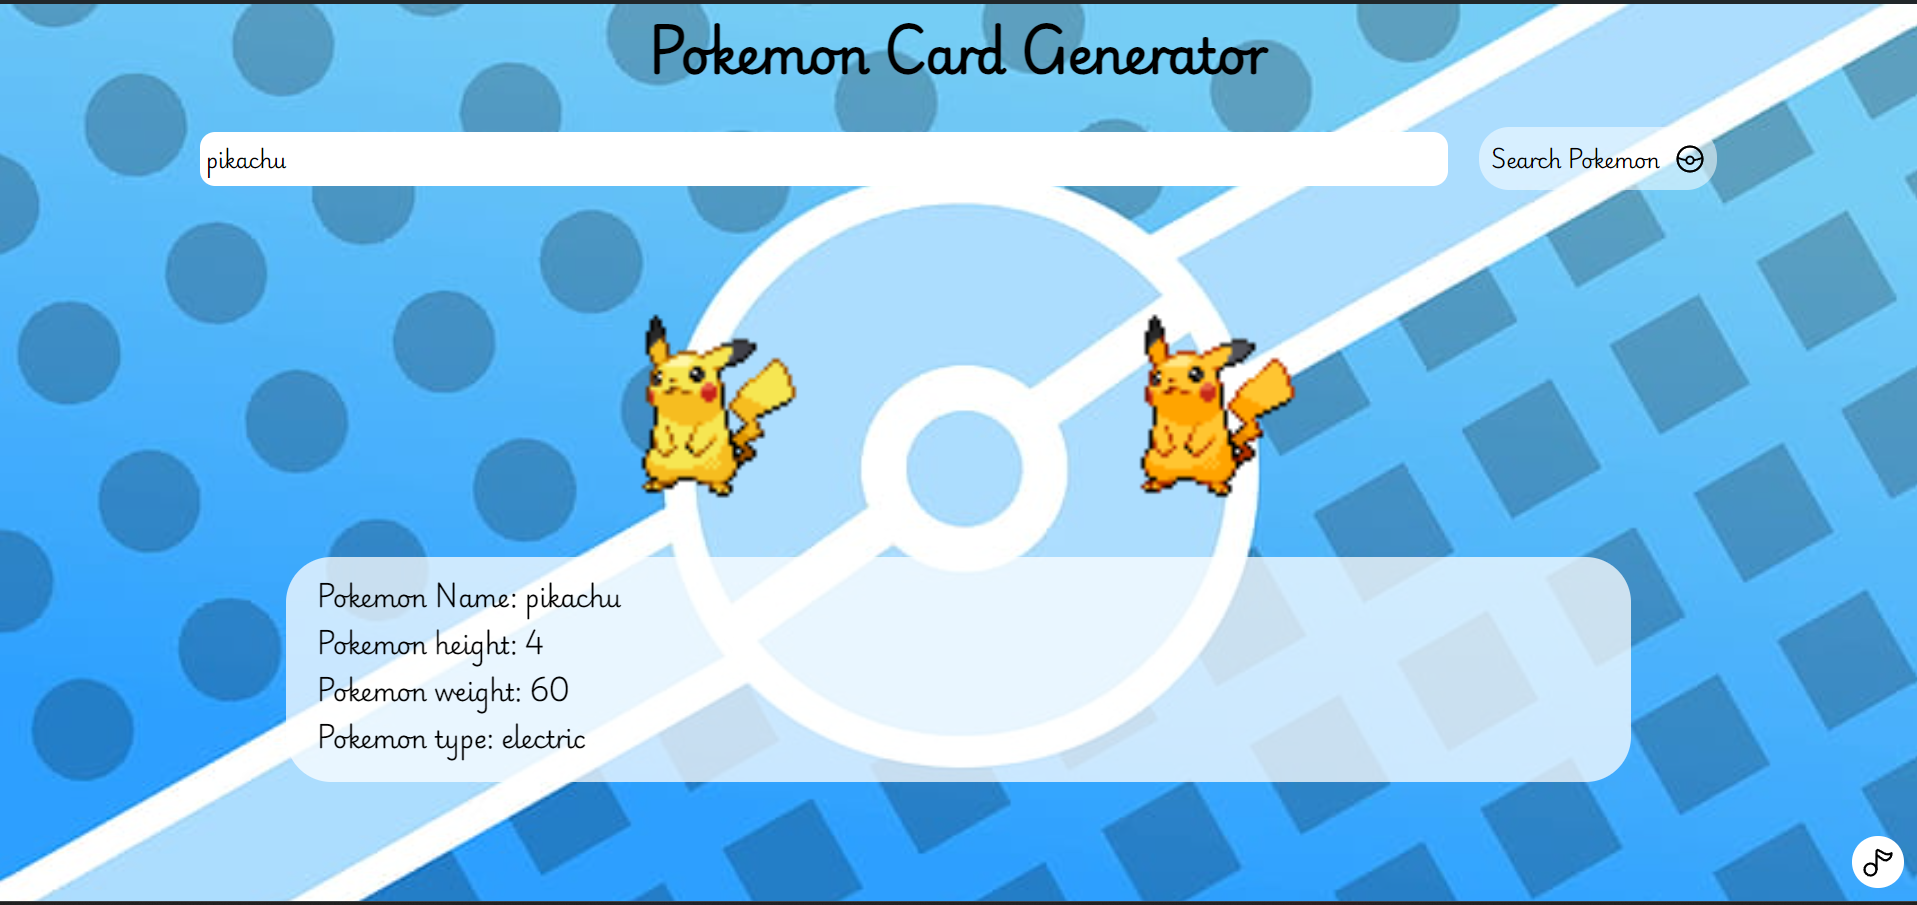 Pokemon Card Generator
pikachu
Search Pokemon
Pokemon Name: pikachu
Pokemon height: 4
Pokemon weight: 60
Pokemon type: electric